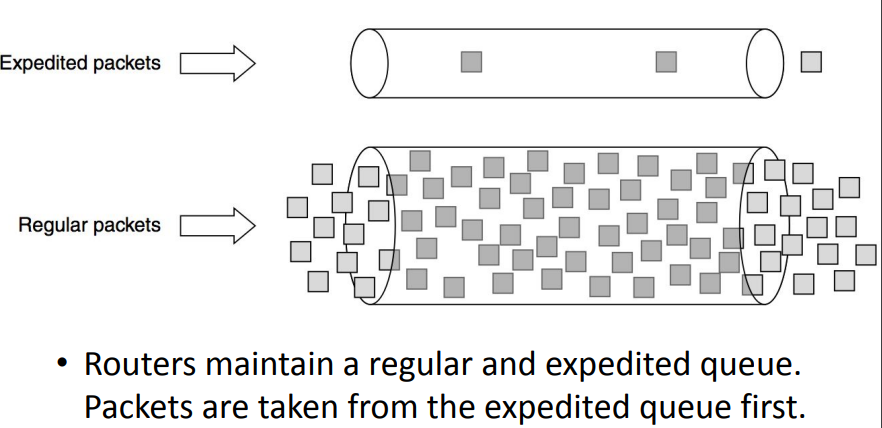 Expedited packets
Regular packets
• Routers maintain a regular and expedited queue.
Packets are taken from the expedited queue first.